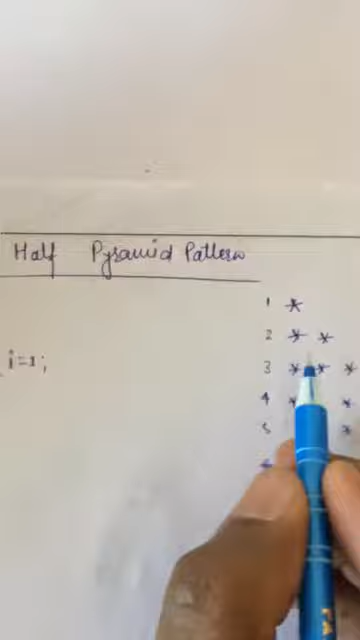 Half Pyramid Pattern
1 *
2 * *
i=1;
3 * * *
4 * *
5 *